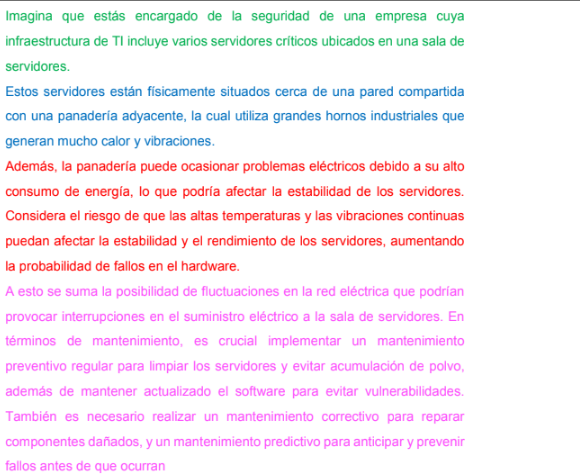 Imagina que estás encargado de la seguridad de una empresa cuya
infraestructura de TI incluye varios servidores críticos ubicados en una sala de
servidores.
Estos servidores están físicamente situados cerca de una pared compartida
con una panadería adyacente, la cual utiliza grandes hornos industriales que
generan mucho calor y vibraciones.
Además, la panadería puede ocasionar problemas eléctricos debido a su alto
consumo de energía, lo que podría afectar la estabilidad de los servidores.
Considera el riesgo de que las altas temperaturas y las vibraciones continuas
puedan afectar la estabilidad y el rendimiento de los servidores, aumentando
la probabilidad de fallos en el hardware.
A esto se suma la posibilidad de fluctuaciones en la red eléctrica que podrían
provocar interrupciones en el suministro eléctrico a la sala de servidores. En
términos de mantenimiento, es crucial implementar un mantenimiento
preventivo regular para limpiar los servidores y evitar acumulación de polvo,
además de mantener actualizado el software para evitar vulnerabilidades.
También es necesario realizar un mantenimiento correctivo para reparar
componentes dañados, y un mantenimiento predictivo para anticipar y prevenir
fallos antes de que ocurran